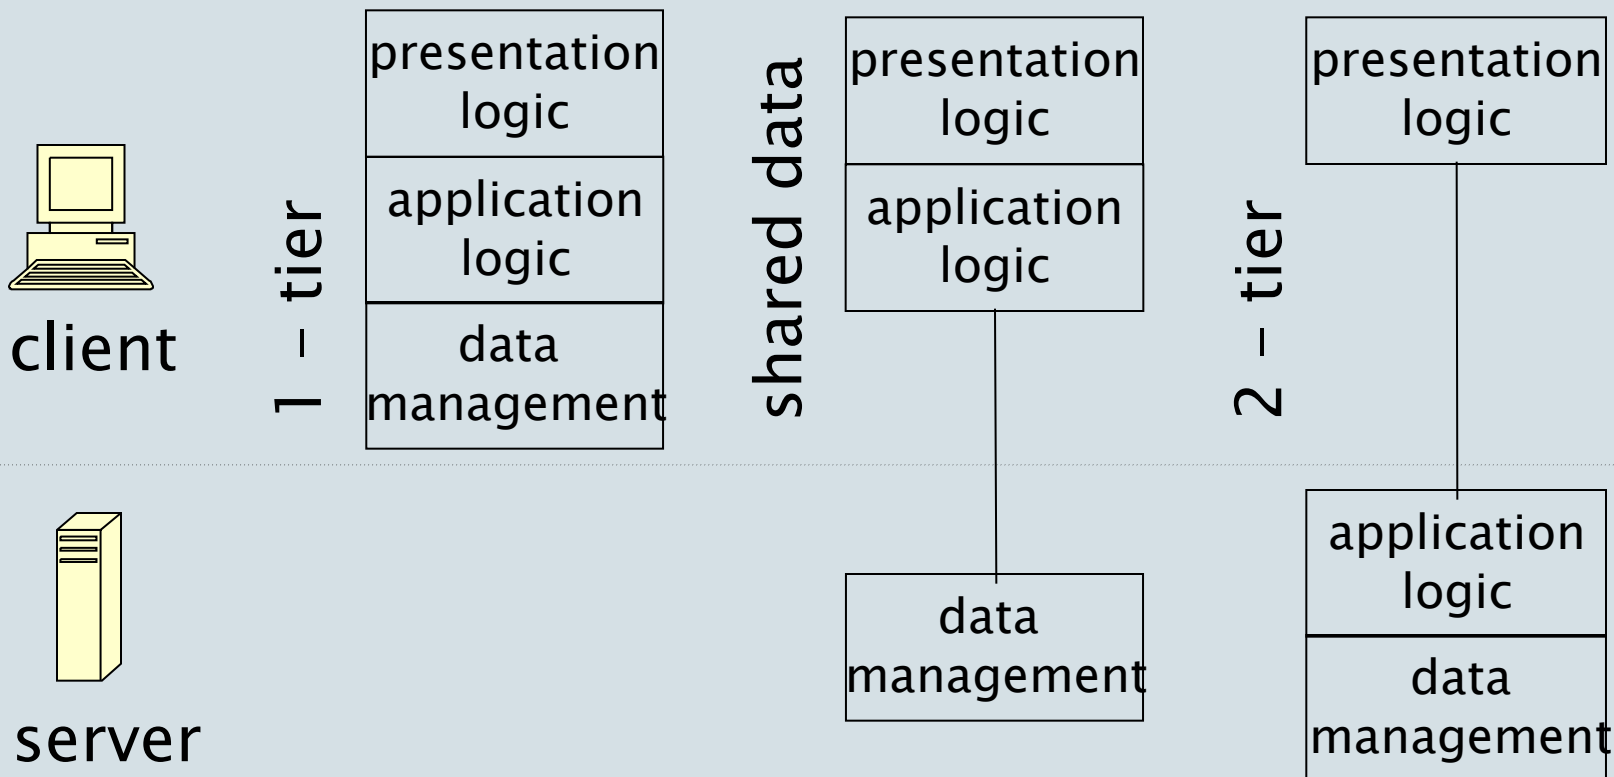 client
1 – tier
presentation
logic
application
logic
data
management
shared data
presentation
logic
application
logic
data
management
2 – tier
presentation
logic
application
logic
data
management
server